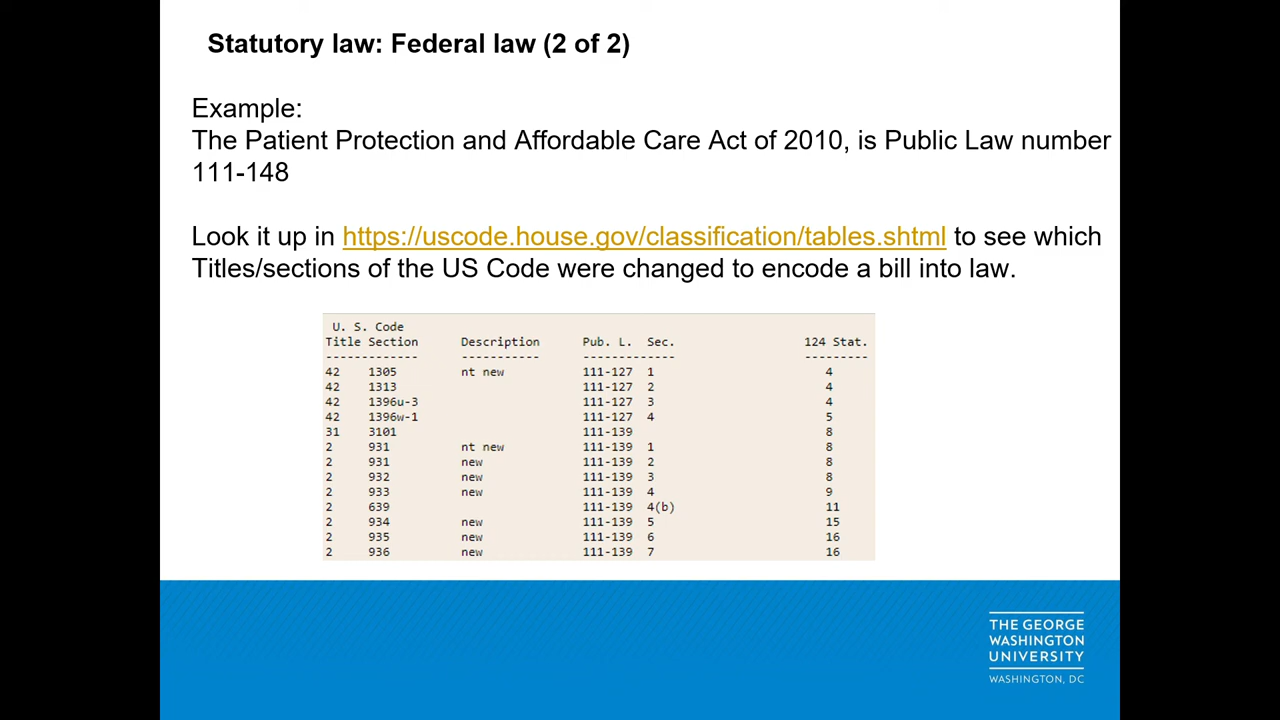 Statutory law: Federal law (2 of 2)
Example:
The Patient Protection and Affordable Care Act of 2010, is Public Law number
111-148
Look it up in https://uscode.house.gov/classification/tables.shtml to see which
Titles/sections of the US Code were changed to encode a bill into law.
U. S. Code
Title Section Description Pub. L. Sec. 124 Stat.
------------- ----------- ------------- ---------
42 1305 nt new 111-127 1 4
42 1313 111-127 2 4
42 1396u-3 111-127 3 4
42 1396w-1 111-127 4 5
31 3101 111-139 8
2 931 nt new 111-139 1 8
2 931 new 111-139 2 8
2 932 new 111-139 3 8
2 933 new 111-139 4 9
2 639 111-139 4(b) 11
2 934 new 111-139 5 15
2 935 new 111-139 6 16
2 936 new 111-139 7 16
THE GEORGE
WASHINGTON
UNIVERSITY
WASHINGTON, DC